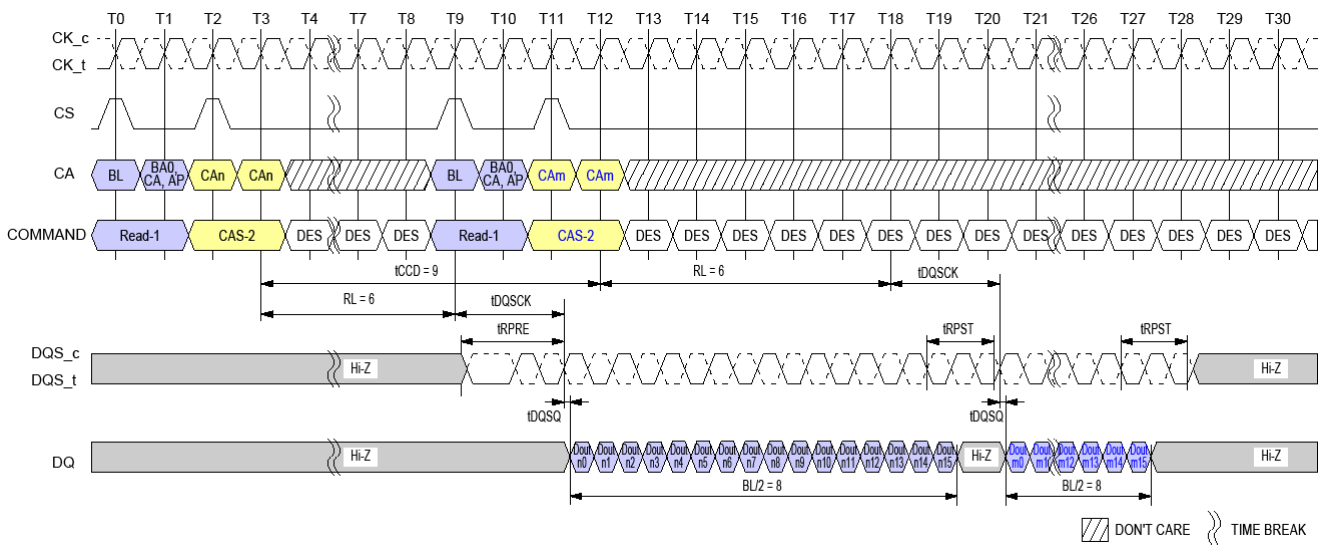 T0 T1 T2 T3 T4 T7 T8 T9 T10 T11 T12 T13 T14 T15 T16 T17 T18 T19 T20 T21 T26 T27 T28 T29 T30
CK_c
CK_t
CS
CA BL BA0, CA, AP CAn CAn BL BA0, CA, AP CAm CAm
COMMAND Read-1 CAS-2 DES DES DES Read-1 CAS-2 DES DES DES DES DES DES DES DES DES DES DES DES DES DES
tCCD = 9 RL = 6 tDQSCK
RL = 6 tDQSCK
tRPRE tRPST tRPST
DQS_c
DQS_t
Hi-Z Hi-Z
tDQSQ tDQSQ
DQ Hi-Z Dout n0 Dout n1 Dout n2 Dout n3 Dout n4 Dout n5 Dout n6 Dout n7 Dout n8 Dout n9 Dout n10 Dout n11 Dout n12 Dout n13 Dout n14 Dout n15 Hi-Z Dout m0 Dout m1 Dout m12 Dout m13 Dout m14 Dout m15 Hi-Z
BL/2 = 8 BL/2 = 8
DON'T CARE TIME BREAK